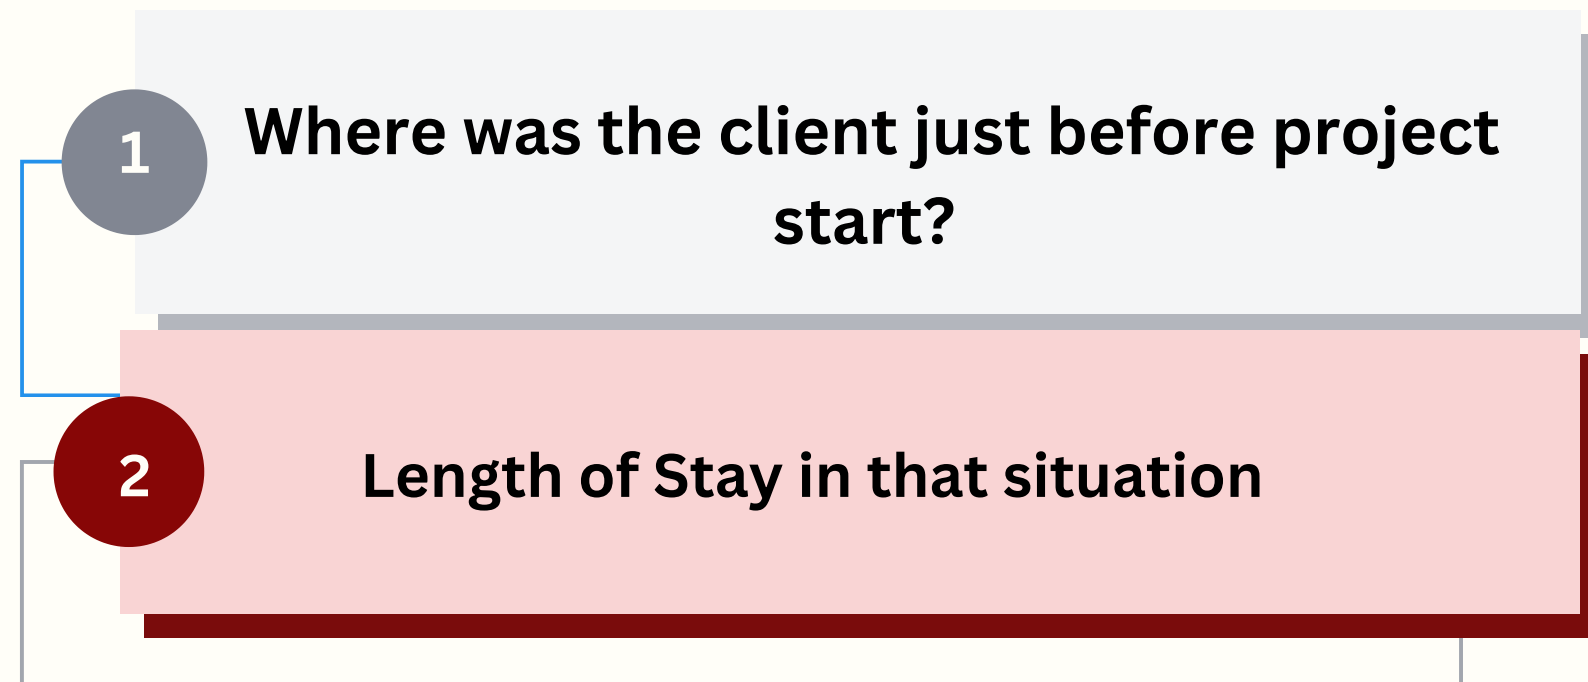 1
Where was the client just before project
start?
2
Length of Stay in that situation